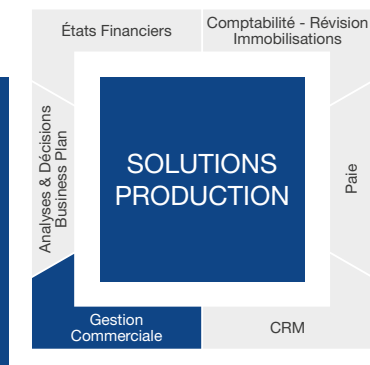 États Financiers
Comptabilité - Révision
Immobilisations
Analyses & Décisions
Business Plan
SOLUTIONS
PRODUCTION
Paie
Gestion
Commerciale
CRM